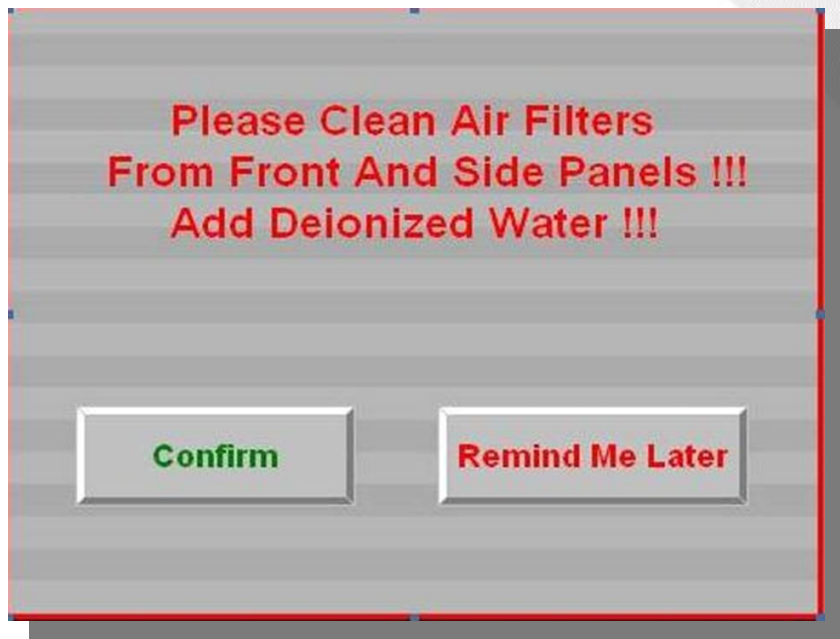 Please Clean Air Filters
From Front And Side Panels !!!
Add Deionized Water !!!
Confirm
Remind Me Later